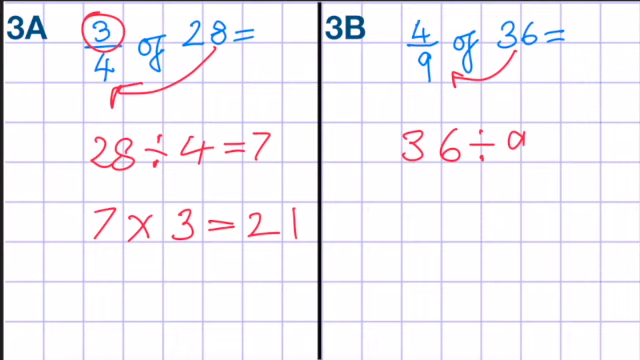 3A
3/4 of 28=
28÷4=7
7×3=21
3B
4/9 of 36=
36÷9